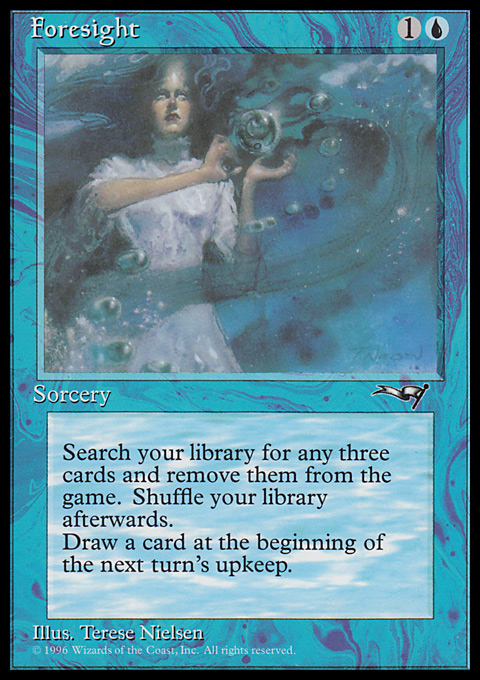 Foresight
1
Sorcery
Search your library for any three
cards and remove them from the
game. Shuffle your library
afterwards.
Draw a card at the beginning of
the next turn's upkeep.
Illus. Terese Nielsen
© 1996 Wizards of the Coast, Inc. All rights reserved.